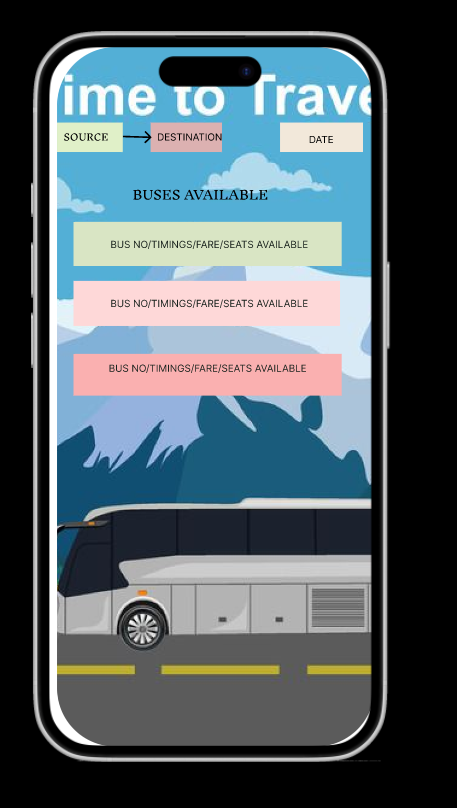 ime to Trave
SOURCE DESTINATION DATE
BUSES AVAILABLE
BUS NO/TIMINGS/FARE/SEATS AVAILABLE
BUS NO/TIMINGS/FARE/SEATS AVAILABLE
BUS NO/TIMINGS/FARE/SEATS AVAILABLE